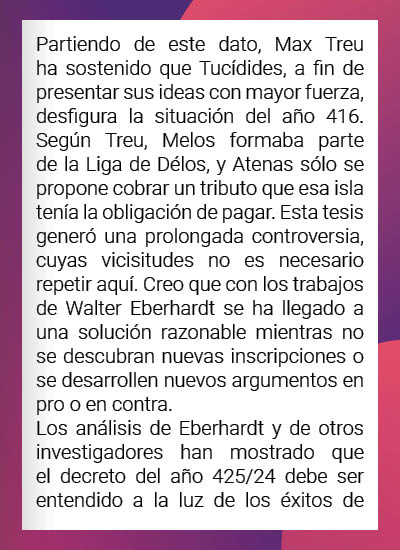 Partiendo de este dato, Max Treu
ha sostenido que Tucídides, a fin de
presentar sus ideas con mayor fuerza,
desfigura la situación del año 416.
Según Treu, Melos formaba parte
de la Liga de Délos, y Atenas sólo se
propone cobrar un tributo que esa isla
tenía la obligación de pagar. Esta tesis
generó una prolongada controversia,
cuyas vicisitudes no es necesario
repetir aquí. Creo que con los trabajos
de Walter Eberhardt se ha llegado a
una solución razonable mientras no
se descubran nuevas inscripciones o
se desarrollen nuevos argumentos en
pro o en contra.
Los análisis de Eberhardt y de otros
investigadores han mostrado que
el decreto del año 425/24 debe ser
entendido a la luz de los éxitos de